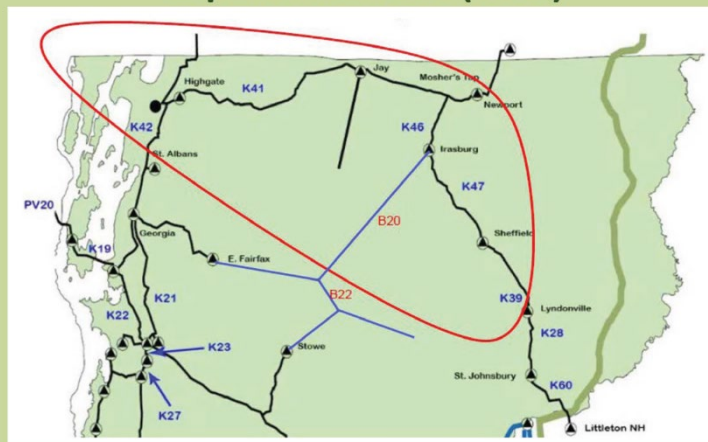 Highgate
K41
Jay
Mosher's Tap
Newport
K42
K46
St. Albans
Irasburg
K47
PV20
B20
Georgia
Sheffield
K19
E. Fairfax
B22
K21
K39
Lyndonville
K22
K23
K28
Stowe
St. Johnsbury
K60
K27
Littleton NH